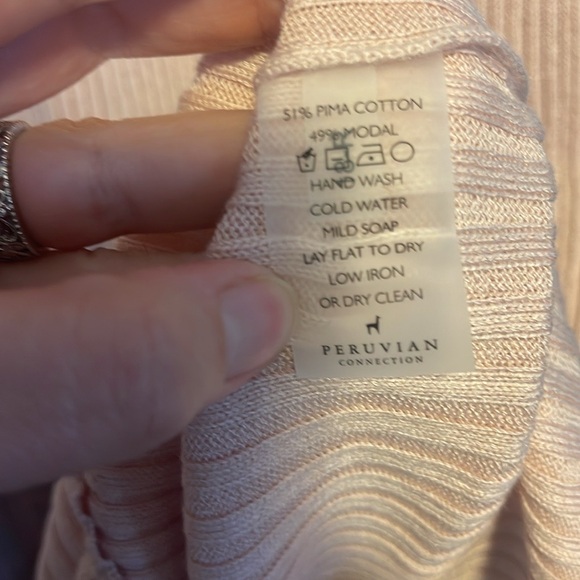 51% PIMA COTTON
49% MODAL
HAND WASH
COLD WATER
MILD SOAP
LAY FLAT TO DRY
LOW IRON
OR DRY CLEAN
PERUVIAN
CONNECTION